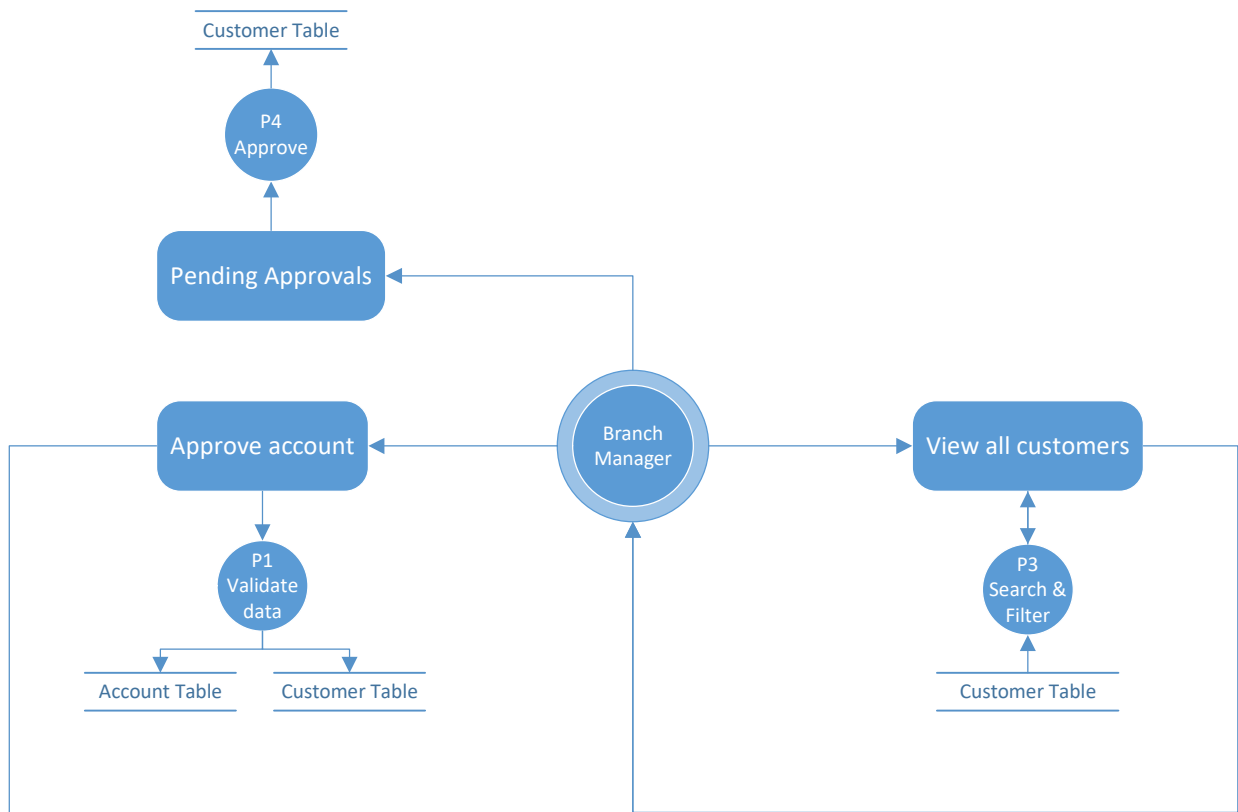 Customer Table
P4
Approve
Pending Approvals
Approve account
Branch
Manager
View all customers
P1
Validate
data
P3
Search &
Filter
Account Table
Customer Table
Customer Table